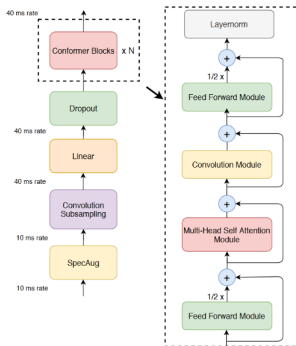 40 ms rate
Conformer Blocks
x N
Dropout
40 ms rate
Linear
40 ms rate
Convolution
Subsampling
10 ms rate
SpecAug
10 ms rate
Layernorm
+
1/2 x
Feed Forward Module
+
Convolution Module
+
Multi-Head Self Attention
Module
+
1/2 x
Feed Forward Module